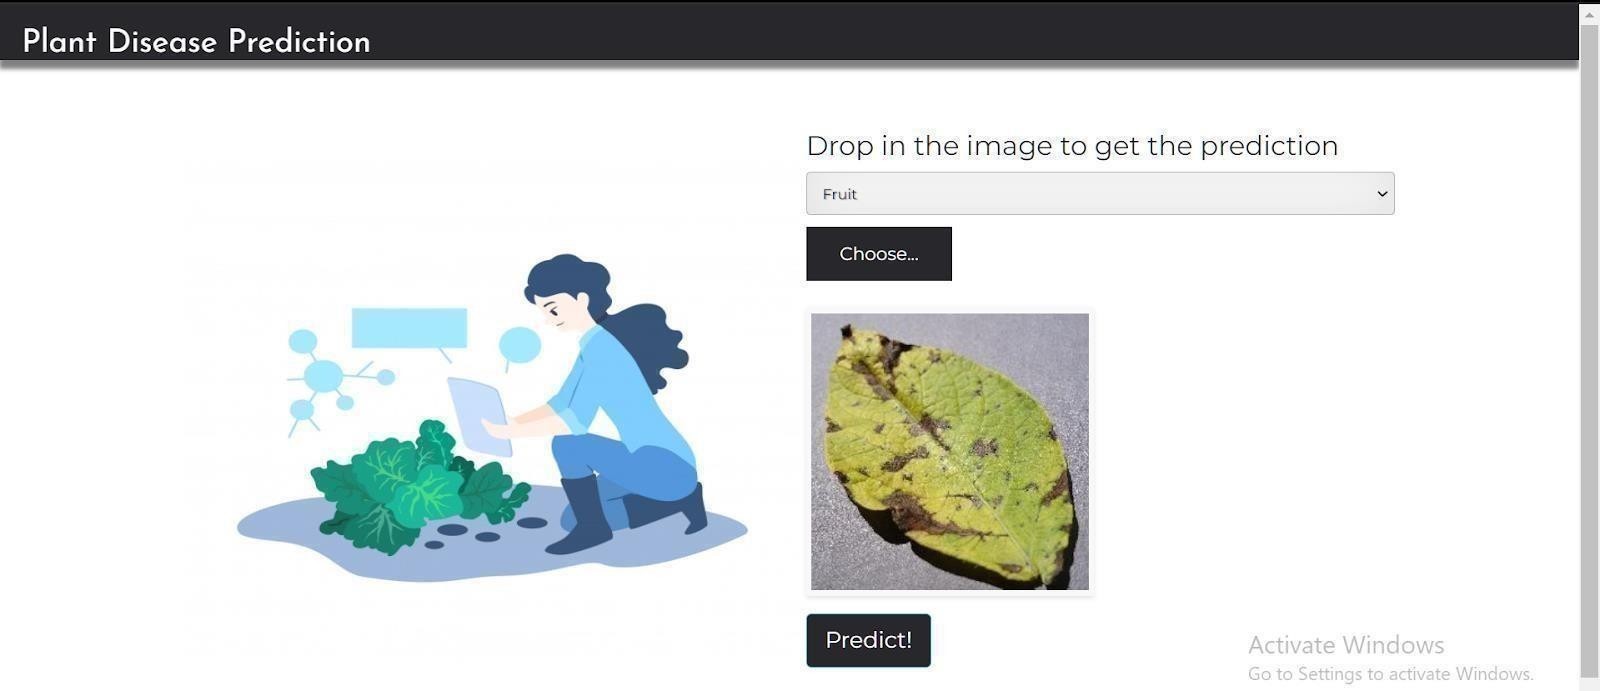 Plant Disease Prediction
Drop in the image to get the prediction
Fruit
Choose...
Predict!
Activate Windows
Go to Settings to activate Windows.